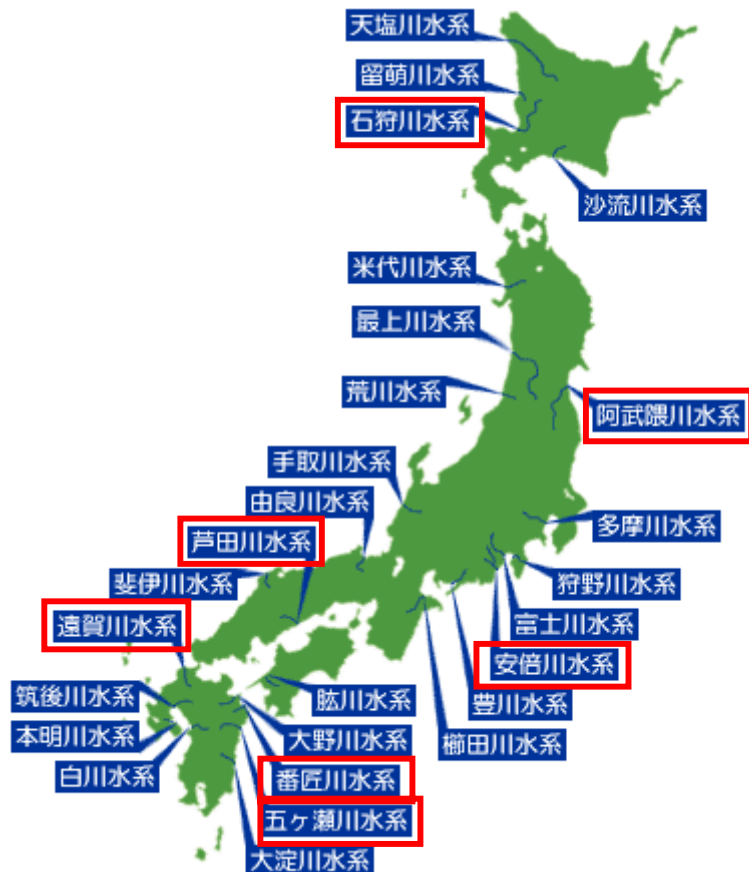 天塩川水系
留萌川水系
石狩川水系
沙流川水系
米代川水系
最上川水系
荒川水系
阿武隈川水系
手取川水系
由良川水系
多摩川水系
芦田川水系
斐伊川水系
狩野川水系
遠賀川水系
富士川水系
安倍川水系
筑後川水系
肱川水系
豊川水系
本明川水系
大野川水系
櫛田川水系
白川水系
番匠川水系
五ヶ瀬川水系
大淀川水系